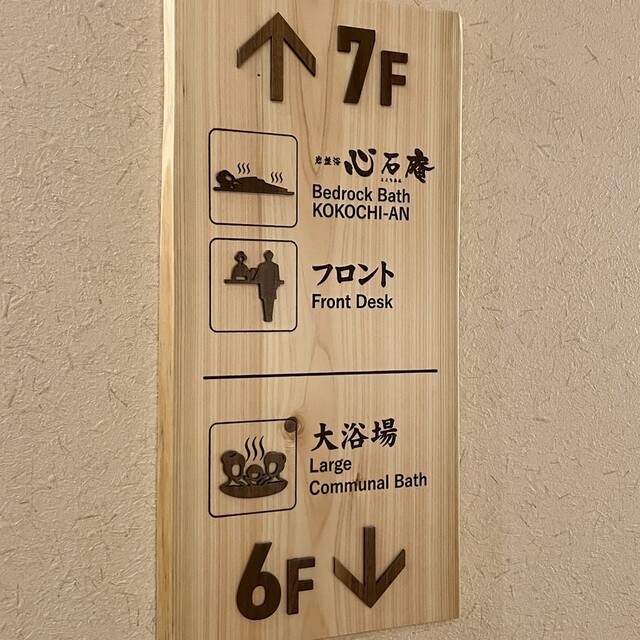 7F
岩盤浴 心石庵
Bedrock Bath
KOKOCHI-AN
フロント
Front Desk
大浴場
Large
Communal Bath
6F